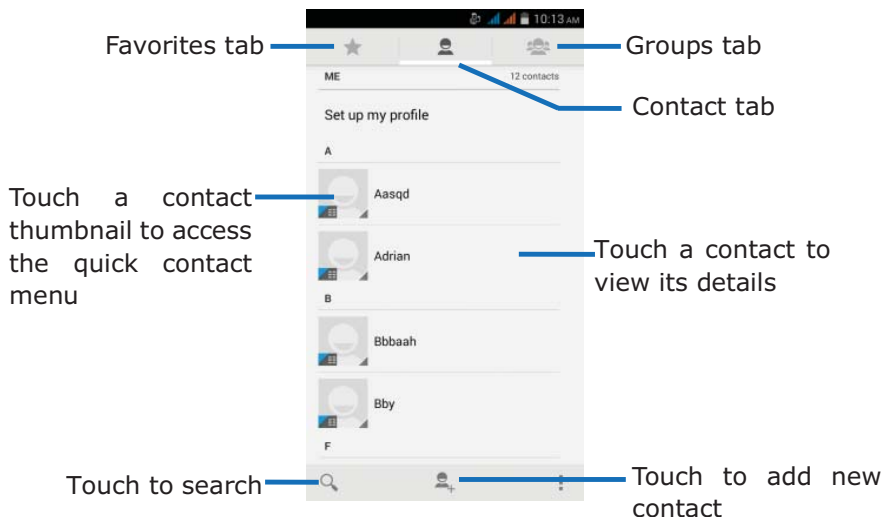 10:13 AM
Favorites tab
Groups tab
ME
12 contacts
Contact tab
Set up my profile
A
Touch a contact
thumbnail to access
the quick contact
menu
Aasqd
Adrian
Touch a contact to
view its details
B
Bbbaah
Bby
F
Touch to search
Touch to add new
contact